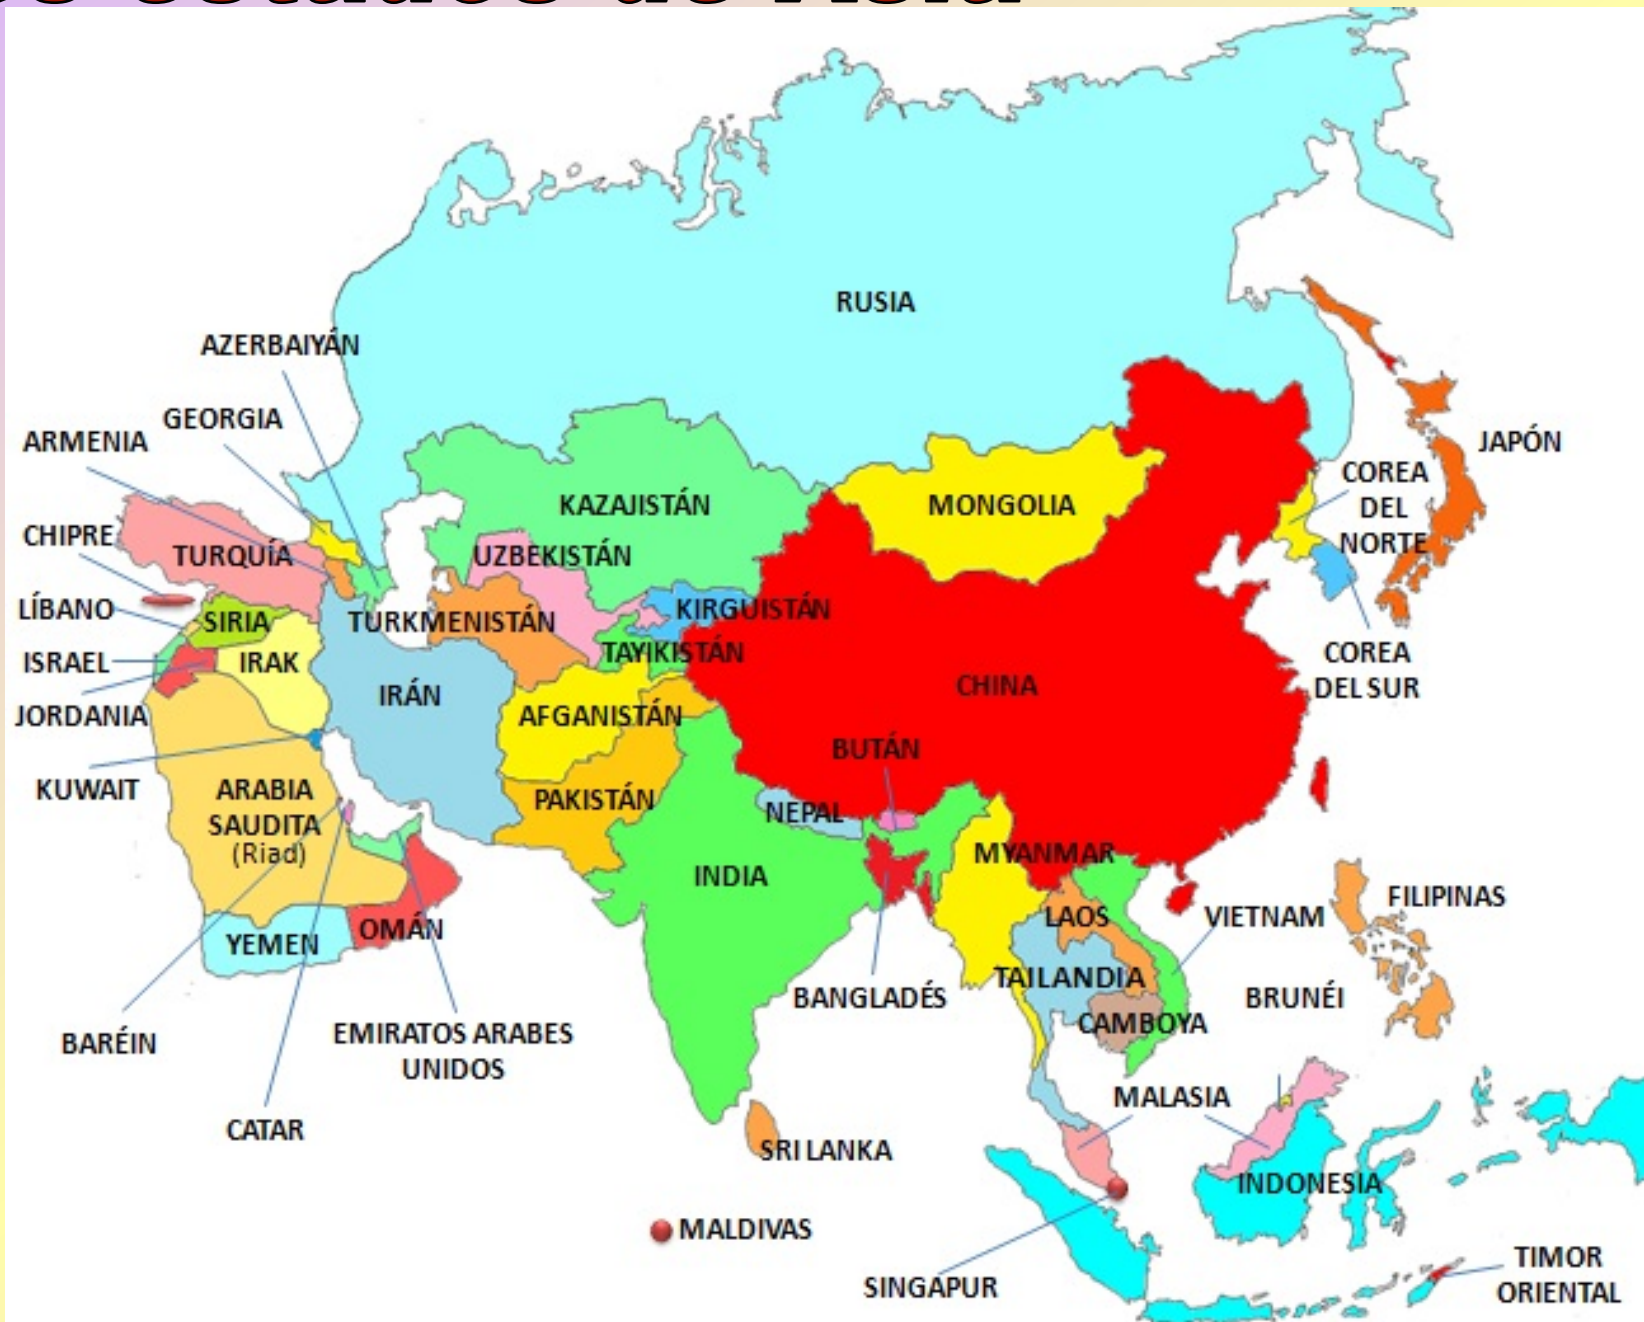 RUSIA
AZERBAIYÁN
GEORGIA
ARMENIA
JAPÓN
COREA
DEL
NORTE
KAZAJISTÁN
MONGOLIA
CHIPRE
TURQUÍA
UZBEKISTÁN
LÍBANO
SIRIA
TURKMENISTÁN
KIRGUISTÁN
TAYIKISTÁN
ISRAEL
IRAK
IRÁN
CHINA
COREA
DEL SUR
JORDANIA
AFGANISTÁN
BUTÁN
KUWAIT
ARABIA
SAUDITA
(Riad)
PAKISTÁN
NEPAL
MYANMAR
INDIA
FILIPINAS
LAOS
VIETNAM
YEMEN
OMÁN
TAILANDIA
BANGLADÉS
BRUNÉI
CAMBOYA
BARÉIN
EMIRATOS ARABES
UNIDOS
MALASIA
CATAR
SRI LANKA
INDONESIA
MALDIVAS
SINGAPUR
TIMOR
ORIENTAL